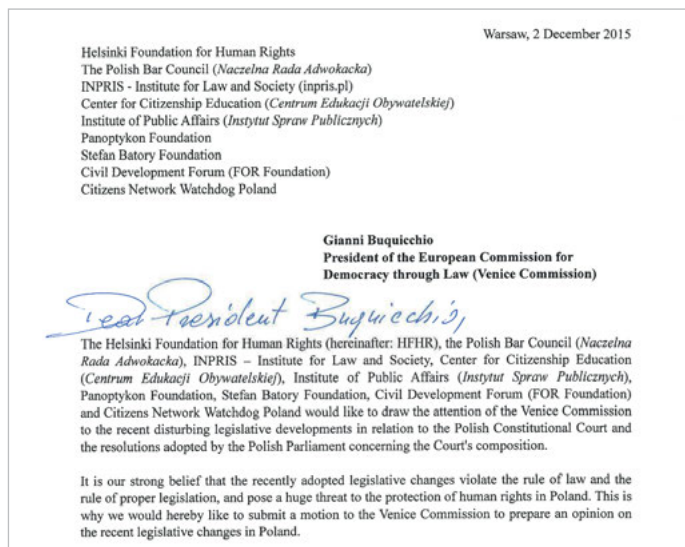 Warsaw, 2 December 2015
Helsinki Foundation for Human Rights
The Polish Bar Council (Naczelna Rada Adwokacka)
INPRIS - Institute for Law and Society (inpris.pl)
Center for Citizenship Education (Centrum Edukacji Obywatelskiej)
Institute of Public Affairs (Instytut Spraw Publicznych)
Panoptykon Foundation
Stefan Batory Foundation
Civil Development Forum (FOR Foundation)
Citizens Network Watchdog Poland
Gianni Buquicchio
President of the European Commission for
Democracy through Law (Venice Commission)
Dear President Buquicchio,
The Helsinki Foundation for Human Rights (hereinafter: HFHR), the Polish Bar Council (Naczelna
Rada Adwokacka), INPRIS – Institute for Law and Society, Center for Citizenship Education
(Centrum Edukacji Obywatelskiej), Institute of Public Affairs (Instytut Spraw Publicznych),
Panoptykon Foundation, Stefan Batory Foundation, Civil Development Forum (FOR Foundation)
and Citizens Network Watchdog Poland would like to draw the attention of the Venice Commission
to the recent disturbing legislative developments in relation to the Polish Constitutional Court and
the resolutions adopted by the Polish Parliament concerning the Court's composition.
It is our strong belief that the recently adopted legislative changes violate the rule of law and the
rule of proper legislation, and pose a huge threat to the protection of human rights in Poland. This is
why we would hereby like to submit a motion to the Venice Commission to prepare an opinion on
the recent legislative changes in Poland.